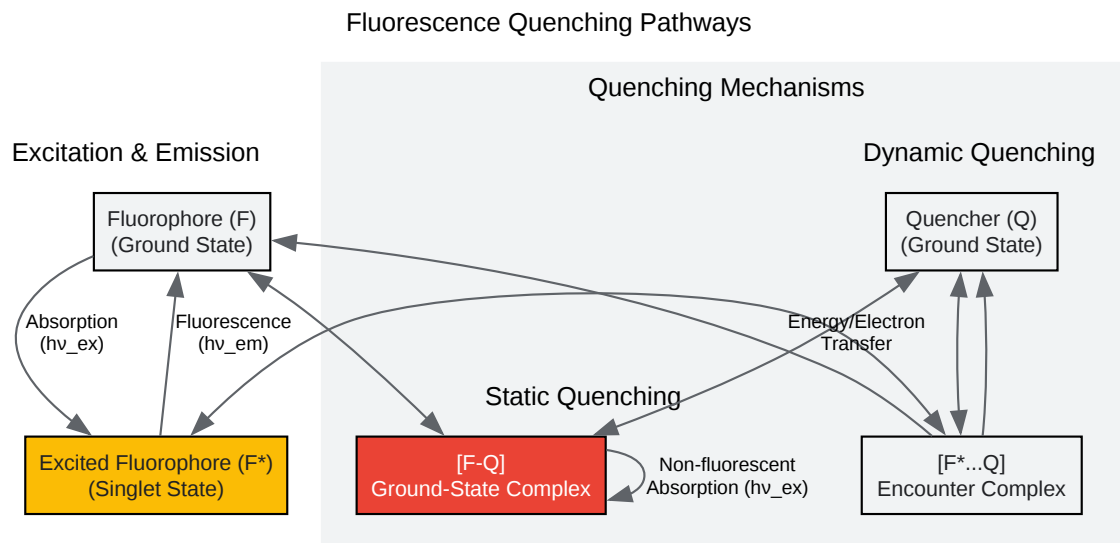 Fluorescence Quenching Pathways
Quenching Mechanisms
Excitation & Emission
Dynamic Quenching
Fluorophore (F)
(Ground State)
Quencher (Q)
(Ground State)
Absorption
(hν_ex)
Fluorescence
(hν_em)
Energy/Electron
Transfer
Static Quenching
Excited Fluorophore (F*)
(Singlet State)
[F-Q]
Ground-State Complex
Non-fluorescent
Absorption (hν_ex)
[F*...Q]
Encounter Complex